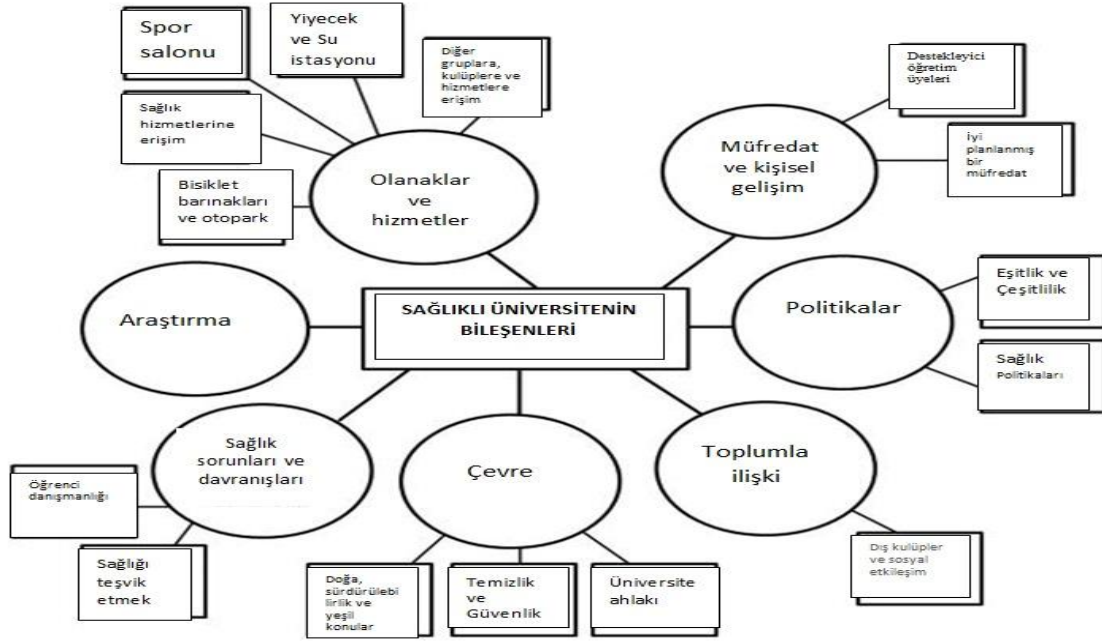 Spor
salonu
Yiyecek
ve Su
istasyonu
Diğer
gruplara,
kulüplere ve
hizmetlere
erişim
Sağlık
hizmetlerine
erişim
Bisiklet
barınakları
ve otopark
Olanaklar
ve
hizmetler
Destekleyici
öğretim
üyeleri
İyi
planlanmış
bir
müfredat
Müfredat
ve kişisel
gelişim
Araştırma
SAĞLIKLI ÜNİVERSİTENİN
BİLEŞENLERİ
Politikalar
Eşitlik ve
Çeşitlilik
Sağlık
Politikaları
Sağlık
sorunları ve
davranışları
Öğrenci
danışmanlığı
Sağlığı
teşvik
etmek
Çevre
Doğa,
sürdürülebi
lirlik ve
yeşil
konular
Temizlik
ve
Güvenlik
Üniversite
ahlakı
Toplumla
ilişki
Dış kulüpler
ve sosyal
etkileşim